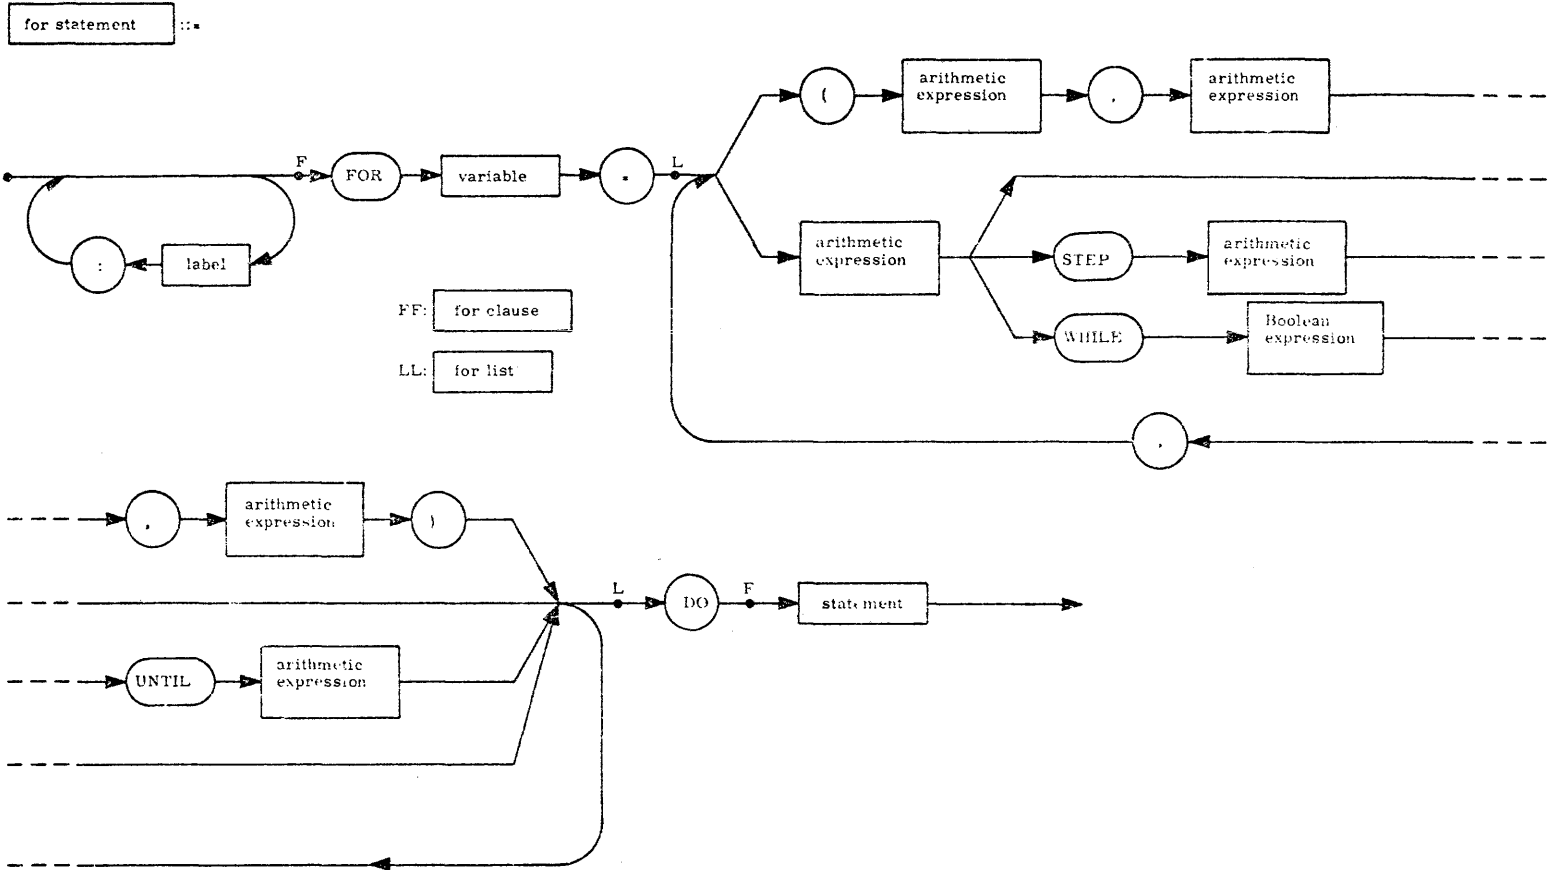 for statement ::=
( arithmetic expression , arithmetic expression
F FOR variable = L
: label
arithmetic expression
STEP arithmetic expression
WHILE Boolean expression
FF: for clause
LL: for list
,
, arithmetic expression )
L DO F statement
UNTIL arithmetic expression